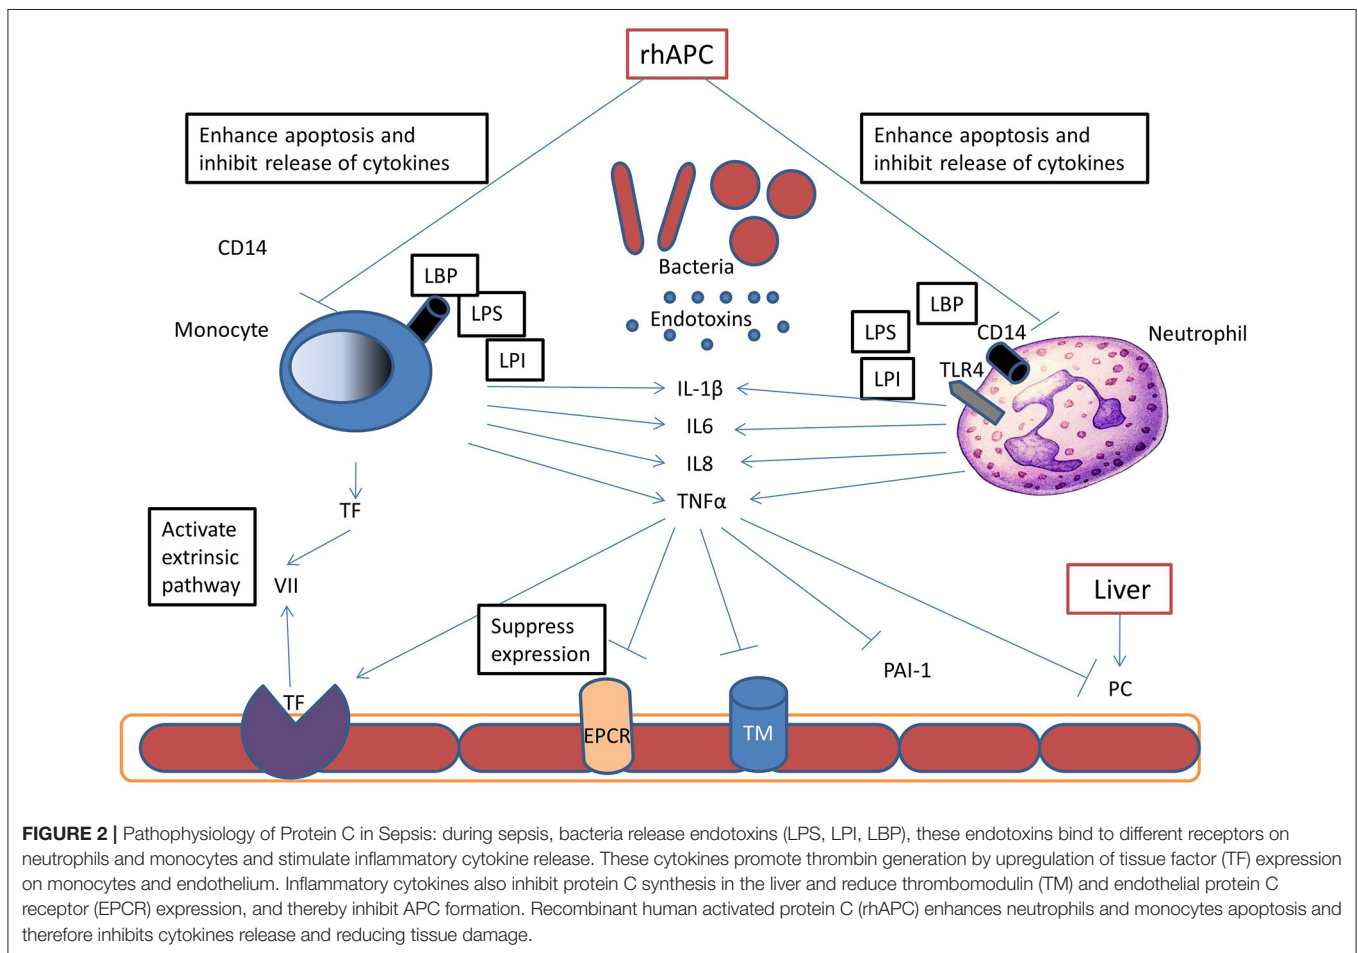 rhAPC
Enhance apoptosis and
inhibit release of cytokines
Enhance apoptosis and
inhibit release of cytokines
CD14
Bacteria
LBP
LPS
LPI
Monocyte
Endotoxins
LBP
LPS
CD14
LPI
TLR4
Neutrophil
IL-1β
IL6
IL8
TNFα
TF
Activate
extrinsic
pathway
VII
Liver
Suppress
expression
PAI-1
PC
TF
EPCR
TM
FIGURE 2 | Pathophysiology of Protein C in Sepsis: during sepsis, bacteria release endotoxins (LPS, LPI, LBP), these endotoxins bind to different receptors on
neutrophils and monocytes and stimulate inflammatory cytokine release. These cytokines promote thrombin generation by upregulation of tissue factor (TF) expression
on monocytes and endothelium. Inflammatory cytokines also inhibit protein C synthesis in the liver and reduce thrombomodulin (TM) and endothelial protein C
receptor (EPCR) expression, and thereby inhibit APC formation. Recombinant human activated protein C (rhAPC) enhances neutrophils and monocytes apoptosis and
therefore inhibits cytokines release and reducing tissue damage.